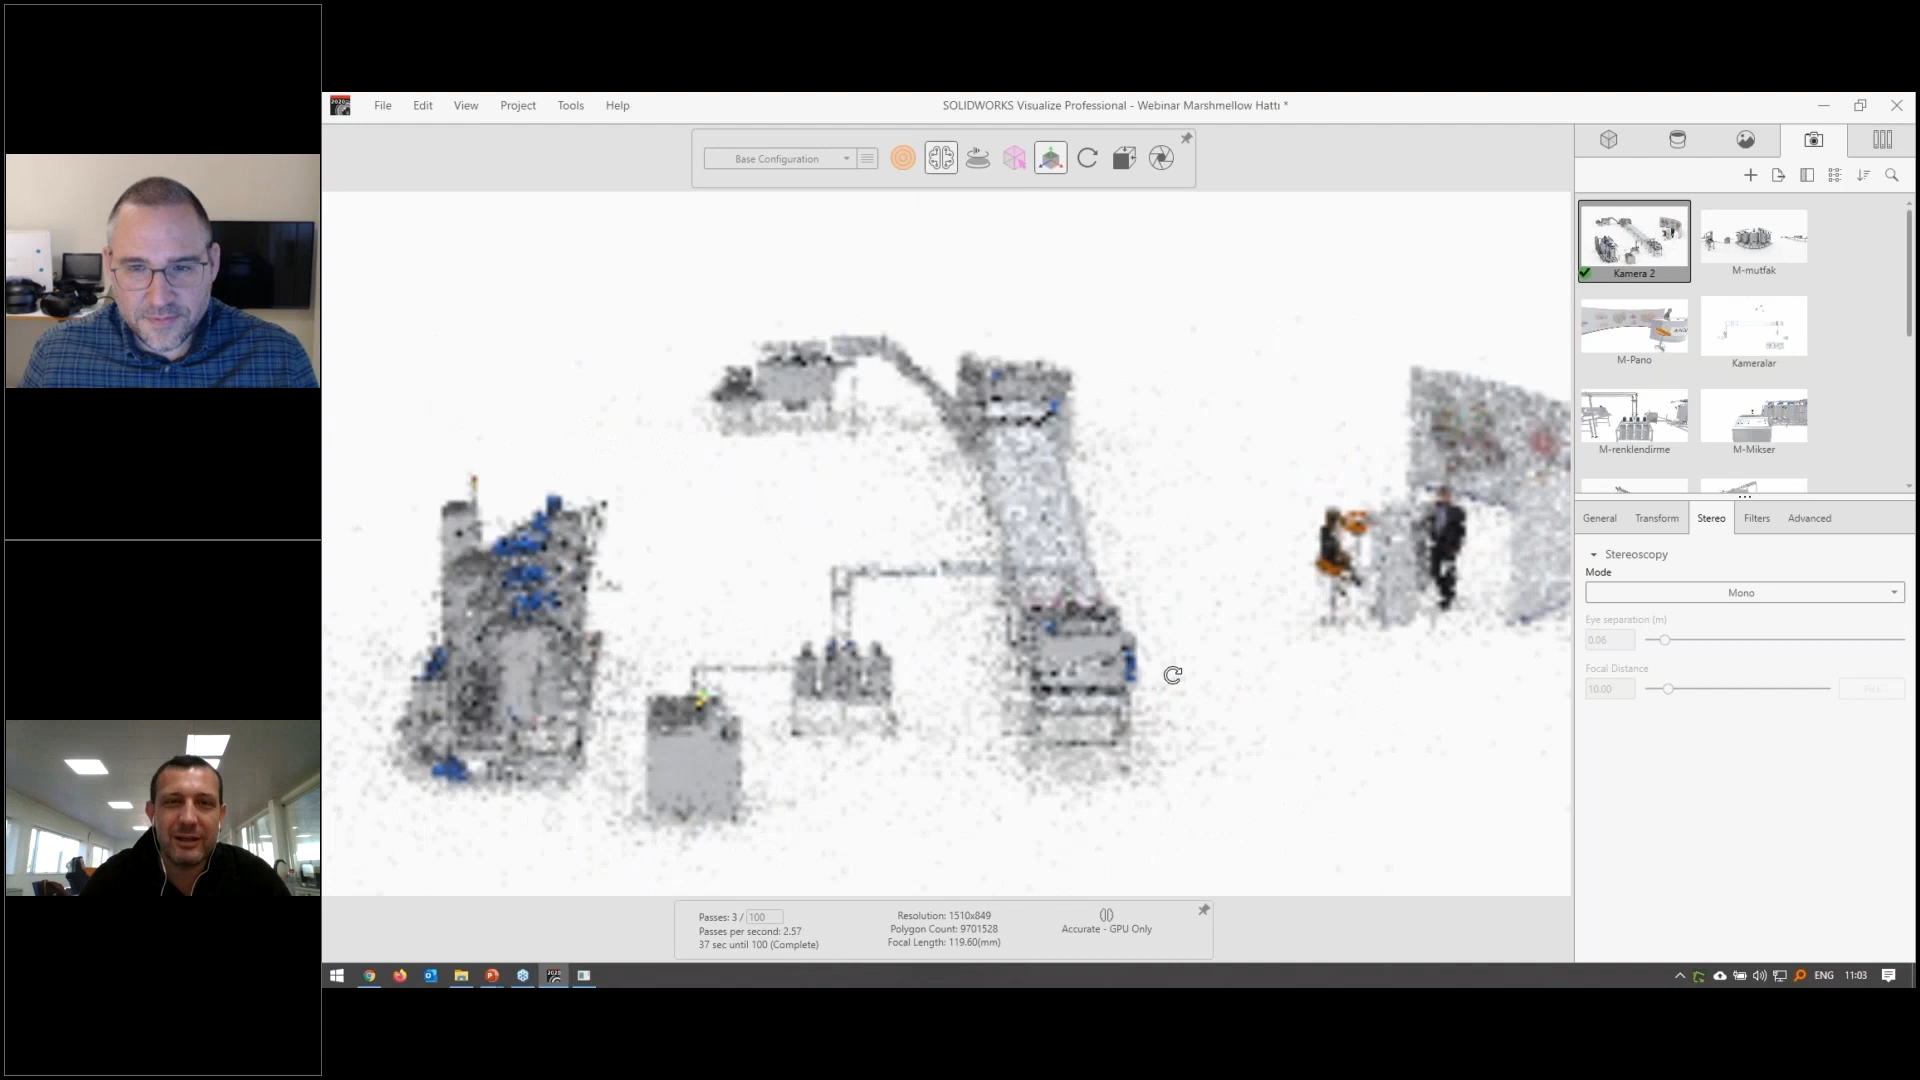 2020
File Edit View Project Tools Help
SOLIDWORKS Visualize Professional - Webinar Marshmellow Hattı *
Base Configuration
Kamera 2
M-mutfak
M-Pano
Kameralar
M-renklendirme
M-Mikser
General Transform Stereo Filters Advanced
Stereoscopy
Mode
Mono
Eye separation (m)
0.06
Focal Distance
10.00
Passes: 3 / 100
Passes per second: 2.57
37 sec until 100 (Complete)
Resolution: 1510x849
Polygon Count: 9701528
Focal Length: 119.60(mm)
Accurate - GPU Only
2020
ENG 11:03